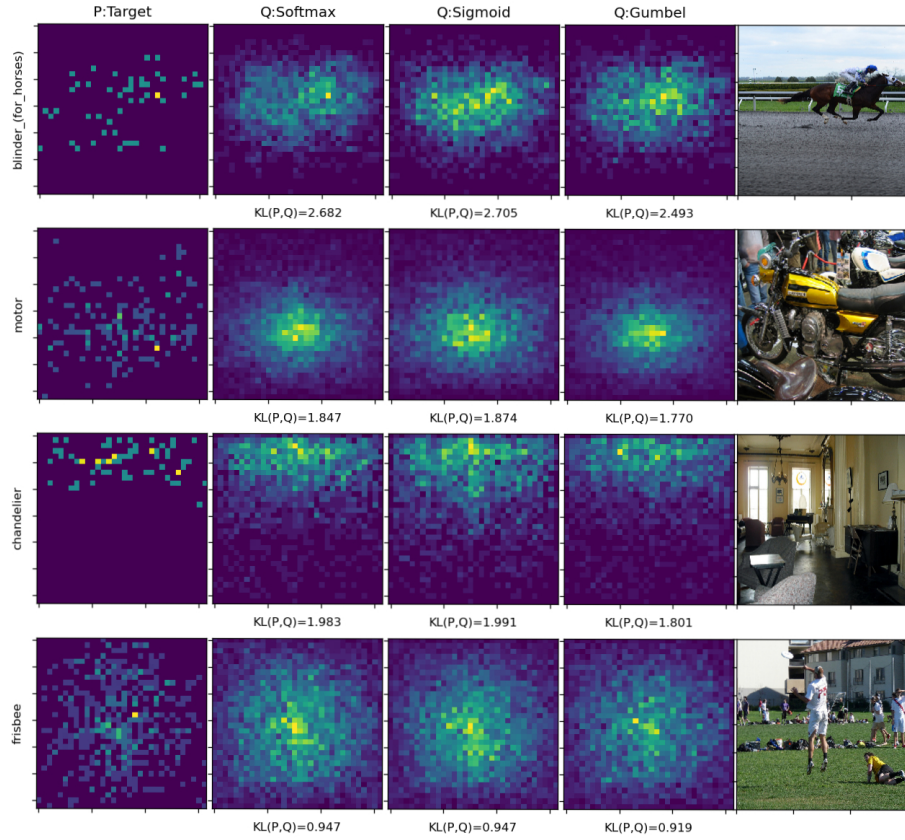 P:Target Q:Softmax Q:Sigmoid Q:Gumbel
blinder_(for_horses)
KL(P,Q)=2.682 KL(P,Q)=2.705 KL(P,Q)=2.493
motor
KL(P,Q)=1.847 KL(P,Q)=1.874 KL(P,Q)=1.770
chandelier
KL(P,Q)=1.983 KL(P,Q)=1.991 KL(P,Q)=1.801
frisbee
KL(P,Q)=0.947 KL(P,Q)=0.947 KL(P,Q)=0.919